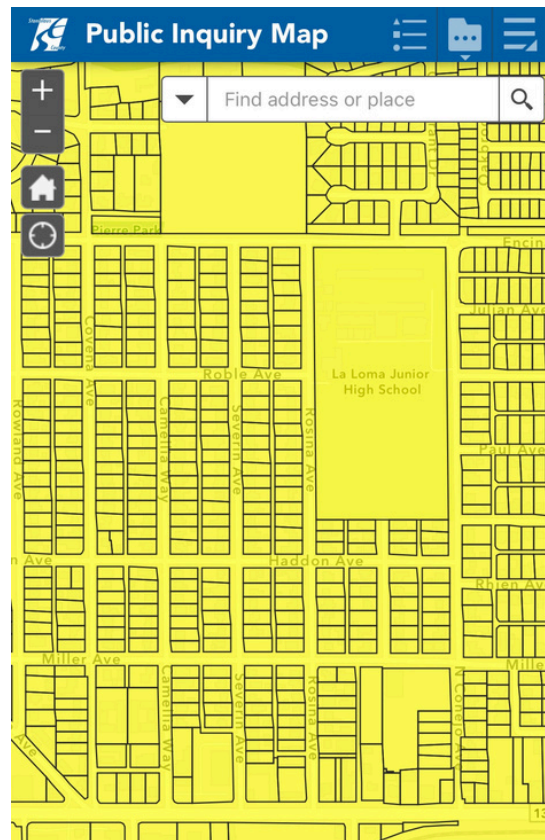 Public Inquiry Map
+
Find address or place
−
Pierre Park
Encin
Julian Ave
Covena Ave
Roble Ave
La Loma Junior
High School
Rowland Ave
Camellia Way
Severin Ave
Rosina Ave
Paul Ave
n Ave
Haddon Ave
Rhien Ave
Miller Ave
Mille
Camellia Way
Severin Ave
Rosina Ave
N Conejo Ave
Ave
13